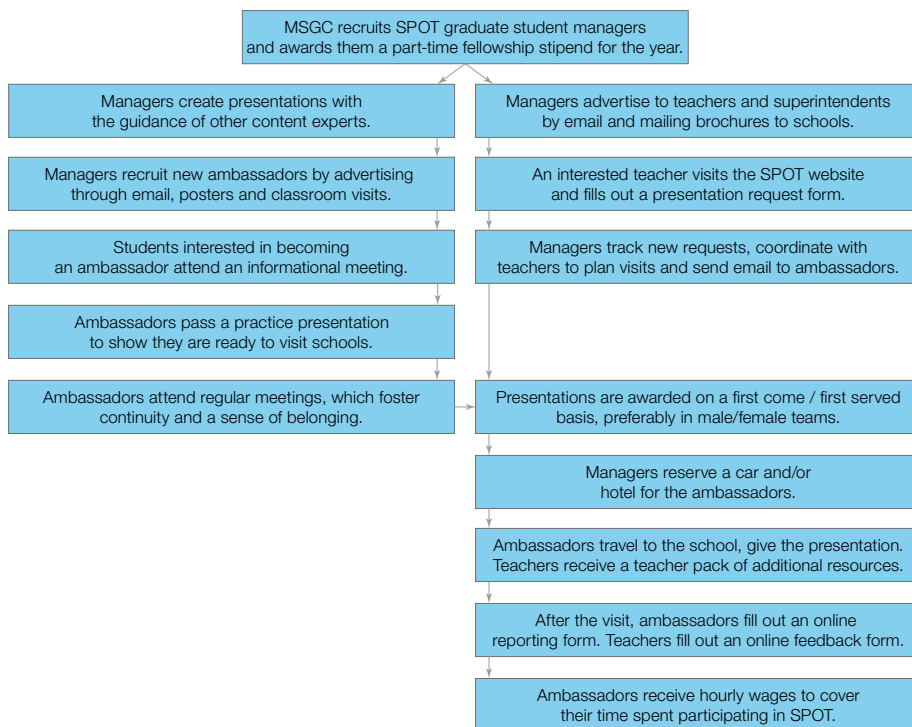 MSGC recruits SPOT graduate student managers
and awards them a part-time fellowship stipend for the year.
Managers create presentations with
the guidance of other content experts.
Managers recruit new ambassadors by advertising
through email, posters and classroom visits.
Students interested in becoming
an ambassador attend an informational meeting.
Ambassadors pass a practice presentation
to show they are ready to visit schools.
Ambassadors attend regular meetings, which foster
continuity and a sense of belonging.
Managers advertise to teachers and superintendents
by email and mailing brochures to schools.
An interested teacher visits the SPOT website
and fills out a presentation request form.
Managers track new requests, coordinate with
teachers to plan visits and send email to ambassadors.
Presentations are awarded on a first come / first served
basis, preferably in male/female teams.
Managers reserve a car and/or
hotel for the ambassadors.
Ambassadors travel to the school, give the presentation.
Teachers receive a teacher pack of additional resources.
After the visit, ambassadors fill out an online
reporting form. Teachers fill out an online feedback form.
Ambassadors receive hourly wages to cover
their time spent participating in SPOT.